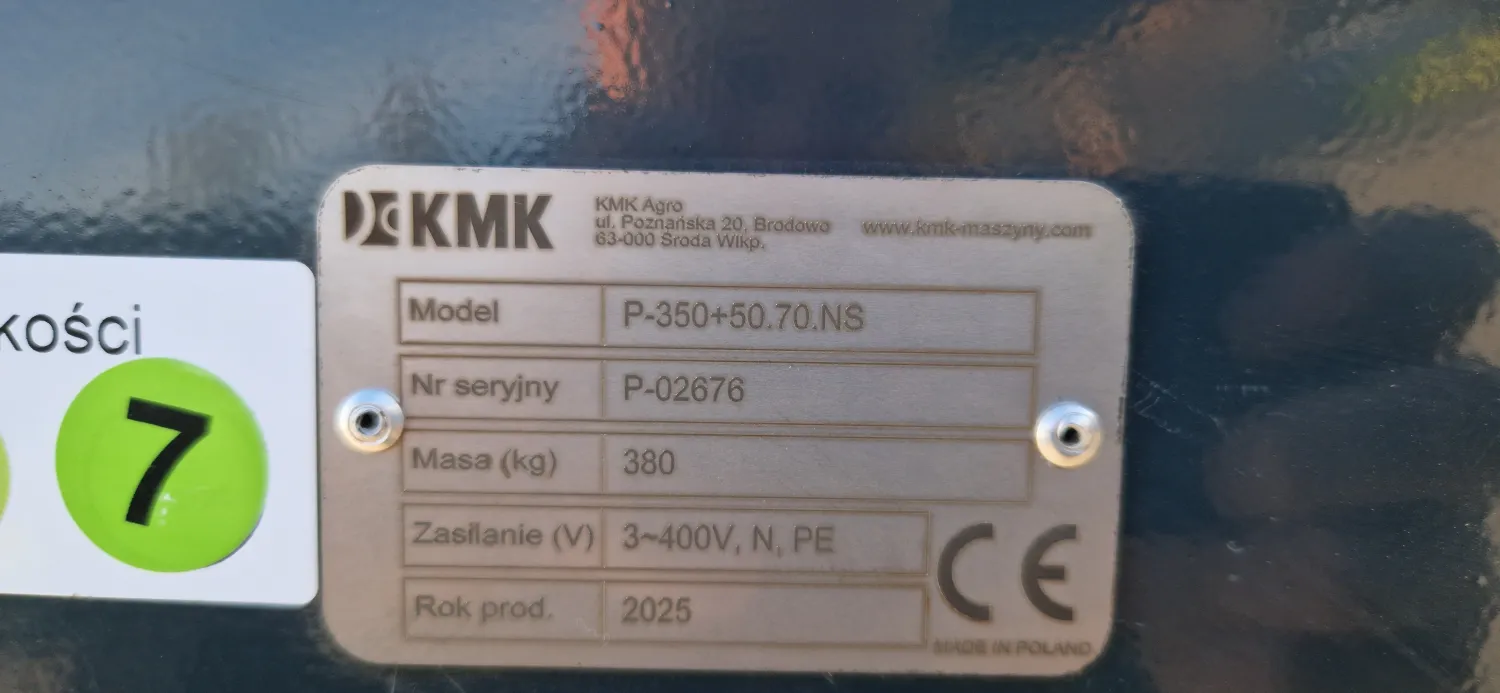 KMK
KMK Agro
ul. Poznańska 20, Brodowo
63-000 Środa Wlkp.
www.kmk-maszyny.com
kości
7
Model P-350+50.70.NS
Nr seryjny P-02676
Masa (kg) 380
Zasilanie (V) 3~400V, N, PE
Rok prod. 2025
CE
MADE IN POLAND